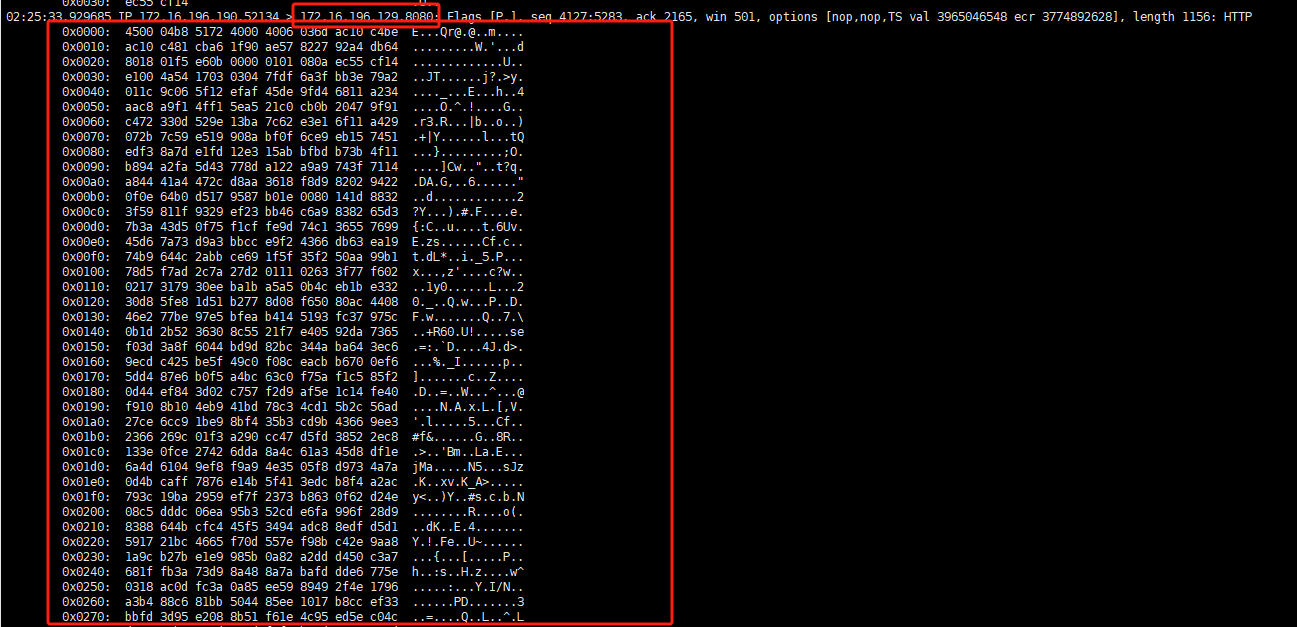 0x0030:  ec55 cf14                                .U..
02:25:33.929685 IP 172.16.196.190.52134 > 172.16.196.129.8080: Flags [P.], seq 4127:5283, ack 2165, win 501, options [nop,nop,TS val 3965046548 ecr 3774892628], length 1156: HTTP
0x0000:  4500 04b8 5172 4000 4006 036d ac10 c4be  E...Qr@.@..m....
0x0010:  ac10 c481 cba6 1f90 ae57 8227 92a4 db64  .........W.'...d
0x0020:  8018 01f5 e60b 0000 0101 080a ec55 cf14  .............U..
0x0030:  e100 4a54 1703 0304 7fdf 6a3f bb3e 79a2  ..JT......j?.>y.
0x0040:  011c 9c06 5f12 efaf 45de 9fd4 6811 a234  ...._...E...h..4
0x0050:  aac8 a9f1 4ff1 5ea5 21c0 cb0b 2047 9f91  ....O.^.!....G..
0x0060:  c472 330d 529e 13ba 7c62 e3e1 6f11 a429  .r3.R...|b..o..)
0x0070:  072b 7c59 e519 908a bf0f 6ce9 eb15 7451  .+|Y......l...tQ
0x0080:  edf3 8a7d e1fd 12e3 15ab bfbd b73b 4f11  ...}.........;O.
0x0090:  b894 a2fa 5d43 778d a122 a9a9 743f 7114  ....]Cw.."..t?q.
0x00a0:  a844 41a4 472c d8aa 3618 f8d9 8202 9422  .DA.G,..6......"
0x00b0:  0f0e 64b0 d517 9587 b01e 0080 141d 8832  ..d............2
0x00c0:  3f59 811f 9329 ef23 bb46 c6a9 8382 65d3  ?Y...).#.F....e.
0x00d0:  7b3a 43d5 0f75 f1cf fe9d 74c1 3655 7699  {:C..u....t.6Uv.
0x00e0:  45d6 7a73 d9a3 bbcc e9f2 4366 db63 ea19  E.zs......Cf.c..
0x00f0:  74b9 644c 2abb ce69 1f5f 35f2 50aa 99b1  t.dL*..i._5.P...
0x0100:  78d5 f7ad 2c7a 27d2 0111 0263 3f77 f602  x...,z'....c?w..
0x0110:  0217 3179 30ee ba1b a5a5 0b4c eb1b e332  ..1y0......L...2
0x0120:  30d8 5fe8 1d51 b277 8d08 f650 80ac 4408  0._..Q.w...P..D.
0x0130:  46e2 77be 97e5 bfea b414 5193 fc37 975c  F.w.......Q..7.\
0x0140:  0b1d 2b52 3630 8c55 21f7 e405 92da 7365  ..+R60.U!.....se
0x0150:  f03d 3a8f 6044 bd9d 82bc 344a ba64 3ec6  .=:.`D....4J.d>.
0x0160:  9ecd c425 be5f 49c0 f08c eacb b670 0ef6  ...%._I......p..
0x0170:  5dd4 87e6 b0f5 a4bc 63c0 f75a f1c5 85f2  ].......c..Z....
0x0180:  0d44 ef84 3d02 c757 f2d9 af5e 1c14 fe40  .D..=..W...^...@
0x0190:  f910 8b10 4eb9 41bd 78c3 4cd1 5b2c 56ad  ....N.A.x.L.[,V.
0x01a0:  27ce 6cc9 1be9 8bf4 35b3 cd9b 4366 9ee3  '.l.....5...Cf..
0x01b0:  2366 269c 01f3 a290 cc47 d5fd 3852 2ec8  #f&......G..8R..
0x01c0:  133e 0fce 2742 6dda 8a4c 61a3 45d8 df1e  .>..'Bm..La.E...
0x01d0:  6a4d 6104 9ef8 f9a9 4e35 05f8 d973 4a7a  jMa.....N5...sJz
0x01e0:  0d4b caff 7876 e14b 5f41 3edc b8f4 a2ac  .K..xv.K_A>.....
0x01f0:  793c 19ba 2959 ef7f 2373 b863 0f62 d24e  y<..)Y..#s.c.b.N
0x0200:  08c5 dddc 06ea 95b3 52cd e6fa 996f 28d9  ........R....o(.
0x0210:  8388 644b cfc4 45f5 3494 adc8 8edf d5d1  ..dK..E.4.......
0x0220:  5917 21bc 4665 f70d 557e f98b c42e 9aa8  Y.!.Fe..U~......
0x0230:  1a9c b27b e1e9 985b 0a82 a2dd d450 c3a7  ...{...[.....P..
0x0240:  681f fb3a 73d9 8a48 8a7a bafd dde6 775e  h..:s..H.z....w^
0x0250:  0318 ac0d fc3a 0a85 ee59 8949 2f4e 1796  .....:...Y.I/N..
0x0260:  a3b4 88c6 81bb 5044 85ee 1017 b8cc ef33  ......PD.......3
0x0270:  bbfd 3d95 e208 8b51 f61e 4c95 ed5e c04c  ..=....Q..L..^.L